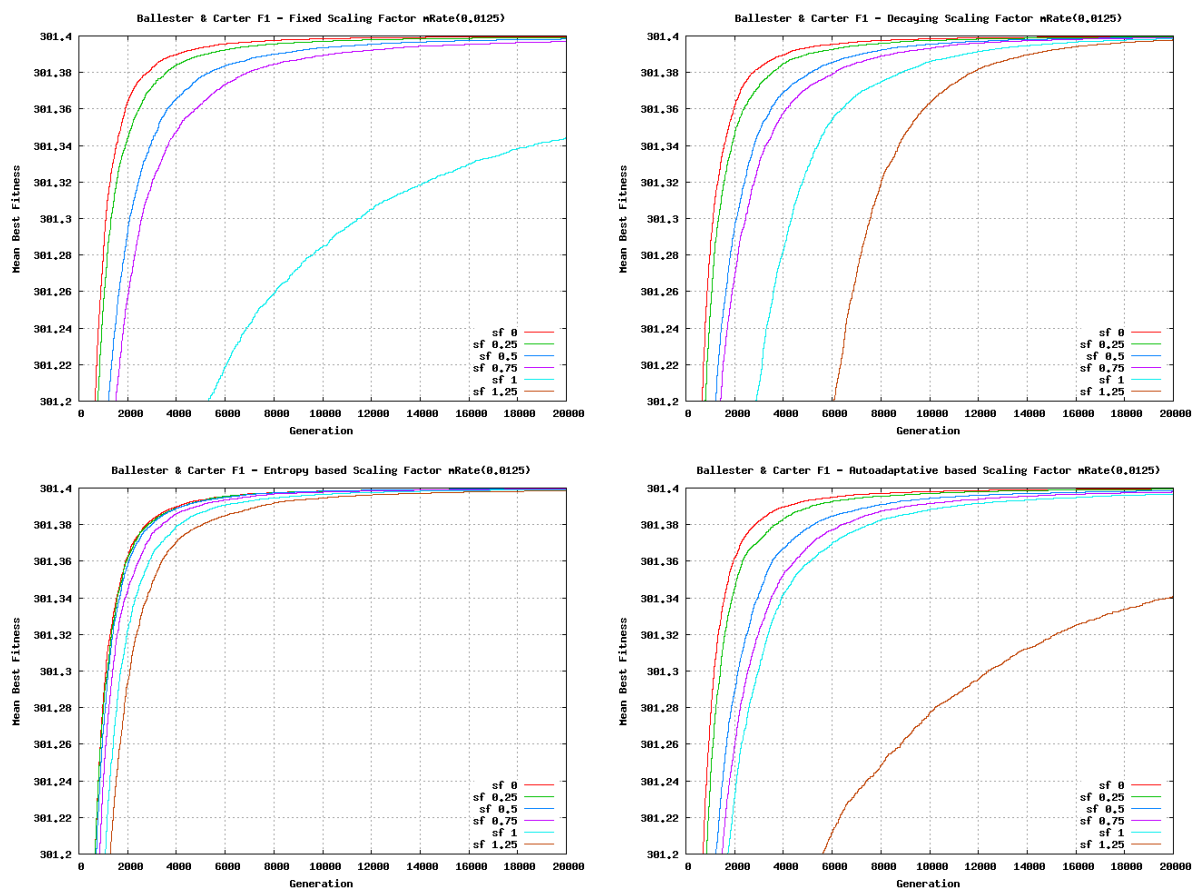 Ballester & Carter F1 - Fixed Scaling Factor mRate(0.0125)
301.4
301.38
301.36
301.34
301.32
301.3
301.28
301.26
301.24
301.22
301.2
Mean Best Fitness
sf 0
sf 0.25
sf 0.5
sf 0.75
sf 1
sf 1.25
0 2000 4000 6000 8000 10000 12000 14000 16000 18000 20000
Generation
Ballester & Carter F1 - Decaying Scaling Factor mRate(0.0125)
301.4
301.38
301.36
301.34
301.32
301.3
301.28
301.26
301.24
301.22
301.2
Mean Best Fitness
sf 0
sf 0.25
sf 0.5
sf 0.75
sf 1
sf 1.25
0 2000 4000 6000 8000 10000 12000 14000 16000 18000 20000
Generation
Ballester & Carter F1 - Entropy based Scaling Factor mRate(0.0125)
301.4
301.38
301.36
301.34
301.32
301.3
301.28
301.26
301.24
301.22
301.2
Mean Best Fitness
sf 0
sf 0.25
sf 0.5
sf 0.75
sf 1
sf 1.25
0 2000 4000 6000 8000 10000 12000 14000 16000 18000 20000
Generation
Ballester & Carter F1 - Autoadaptative based Scaling Factor mRate(0.0125)
301.4
301.38
301.36
301.34
301.32
301.3
301.28
301.26
301.24
301.22
301.2
Mean Best Fitness
sf 0
sf 0.25
sf 0.5
sf 0.75
sf 1
sf 1.25
0 2000 4000 6000 8000 10000 12000 14000 16000 18000 20000
Generation